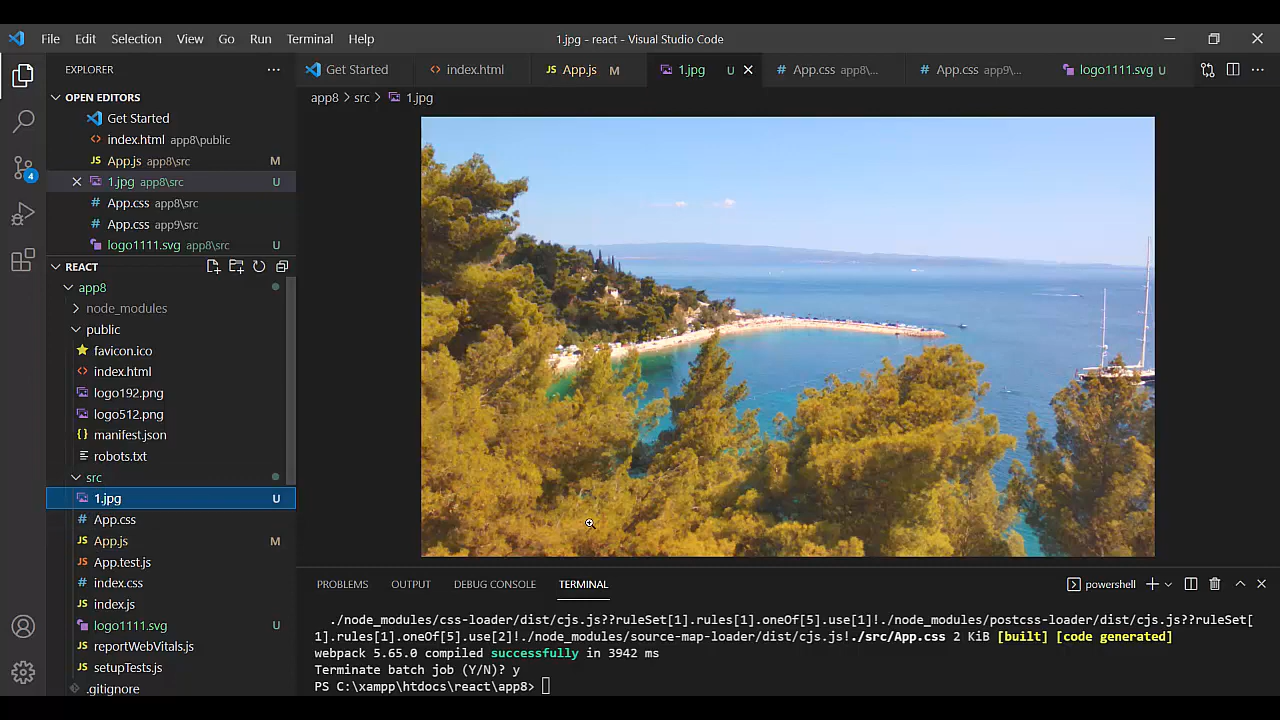 File Edit Selection View Go Run Terminal Help 1.jpg - react - Visual Studio Code
EXPLORER
Get Started index.html App.js M 1.jpg U App.css app8\... App.css app9\... logo1111.svg U
OPEN EDITORS
app8 > src > 1.jpg
Get Started
index.html app8\public
App.js app8\src M
1.jpg app8\src U
App.css app8\src
App.css app9\src
logo1111.svg app8\src U
REACT
app8
node_modules
public
favicon.ico
index.html
logo192.png
logo512.png
manifest.json
robots.txt
src
1.jpg U
App.css
App.js M
App.test.js
index.css
index.js
logo1111.svg U
reportWebVitals.js
setupTests.js
.gitignore
4
PROBLEMS OUTPUT DEBUG CONSOLE TERMINAL powershell
./node_modules/css-loader/dist/cjs.js??ruleSet[1].rules[1].oneOf[5].use[1]!./node_modules/postcss-loader/dist/cjs.js??ruleSet[
1].rules[1].oneOf[5].use[2]!./node_modules/source-map-loader/dist/cjs.js!./src/App.css 2 KiB [built] [code generated]
webpack 5.65.0 compiled successfully in 3942 ms
Terminate batch job (Y/N)? y
PS C:\xampp\htdocs\react\app8>